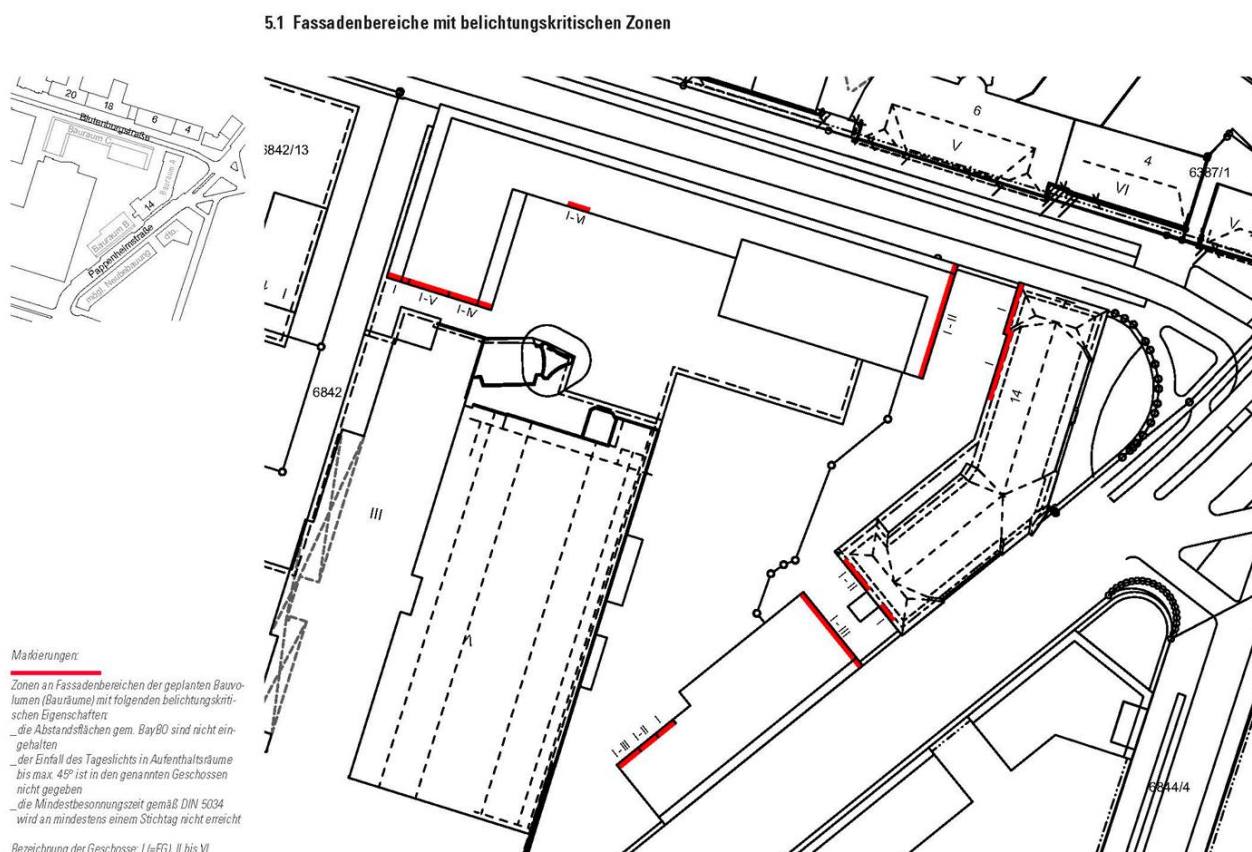 5.1 Fassadenbereiche mit belichtungskritischen Zonen
20
18
6
4
Blutenburgstraße
Bauraum C
Bauraum A
14
Bauraum B
Pappenheimstraße
dto.
mögl. Neubebauung
6842/13
6
V
4
VI
6387/1
V
I-VI
I
I
I-V
I-IV
I-II
I
I
14
6842
III
V
I-II
I
I-III
I-III
I-II
I
6844/4
Markierungen:
Zonen an Fassadenbereichen der geplanten Bauvo-
lumen (Bauräume) mit folgenden belichtungskriti-
schen Eigenschaften:
_die Abstandsflächen gem. BayBO sind nicht ein-
gehalten
_der Einfall des Tageslichts in Aufenthaltsräume
bis max. 45° ist in den genannten Geschossen
nicht gegeben
_die Mindestbesonnungszeit gemäß DIN 5034
wird an mindestens einem Stichtag nicht erreicht
Bezeichnung der Geschosse: I (=EG), II bis VI